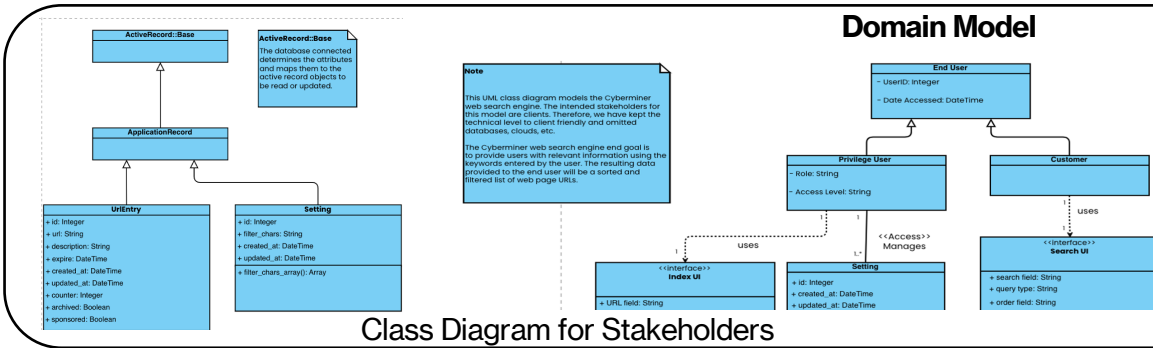 Domain Model
ActiveRecord::Base
ActiveRecord::Base
The database connected
determines the attributes
and maps them to the
active record objects to
be read or updated.
ApplicationRecord
UrlEntry
+ id: Integer
+ url: String
+ description: String
+ expire: DateTime
+ created_at: DateTime
+ updated_at: DateTime
+ counter: Integer
+ archived: Boolean
+ sponsored: Boolean
Setting
+ id: Integer
+ filter_chars: String
+ created_at: DateTime
+ updated_at: DateTime
+ filter_chars_array(): Array
Note
This UML class diagram models the Cyberminer
web search engine. The intended stakeholders for
this model are clients. Therefore, we have kept the
technical level to client friendly and omitted
databases, clouds, etc.
The Cyberminer web search engine end goal is
to provide users with relevant information using the
keywords entered by the user. The resulting data
provided to the end user will be a sorted and
filtered list of web page URLs.
End User
- UserID: Integer
- Date Accessed: DateTime
Privilege User
- Role: String
- Access Level: String
Customer
1
1
1
uses
uses
<<Access>>
Manages
1
1..*
1
<<interface>>
Index UI
+ URL field: String
Setting
+ id: Integer
+ created_at: DateTime
+ updated_at: DateTime
<<interface>>
Search UI
+ search field: String
+ query type: String
+ order field: String
Class Diagram for Stakeholders